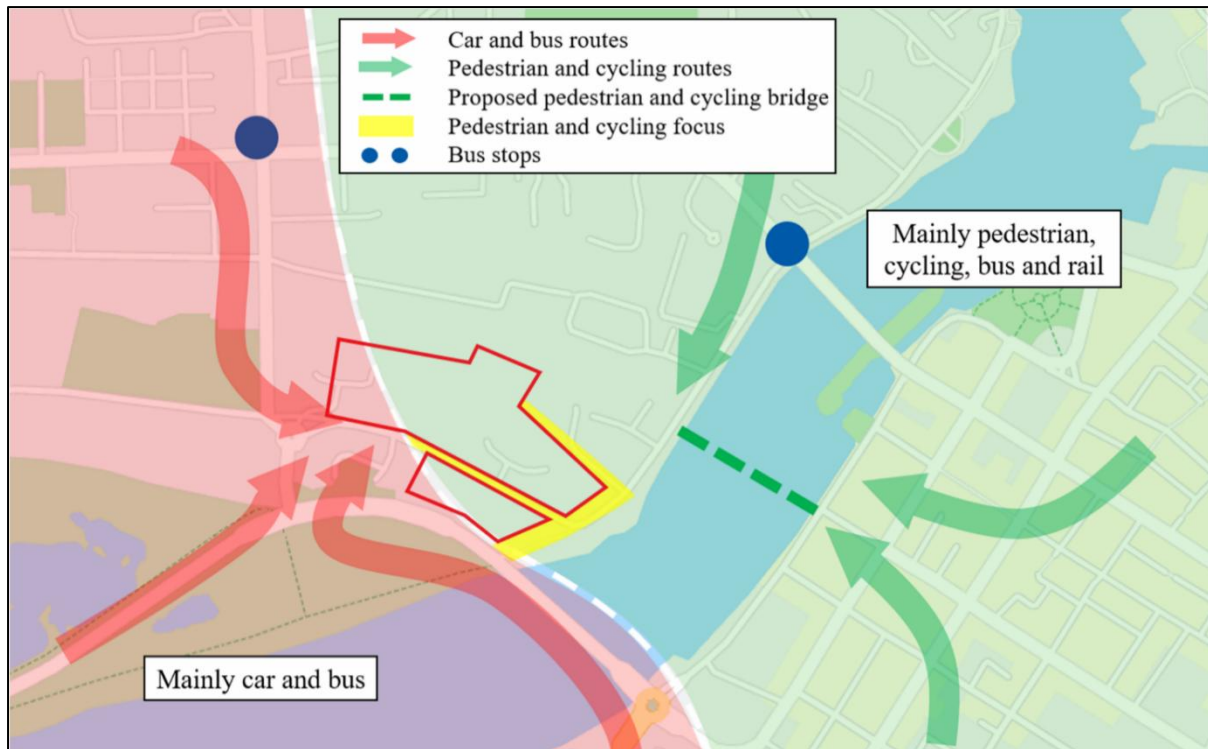 Car and bus routes
Pedestrian and cycling routes
Proposed pedestrian and cycling bridge
Pedestrian and cycling focus
Bus stops
Mainly pedestrian,
cycling, bus and rail
Mainly car and bus